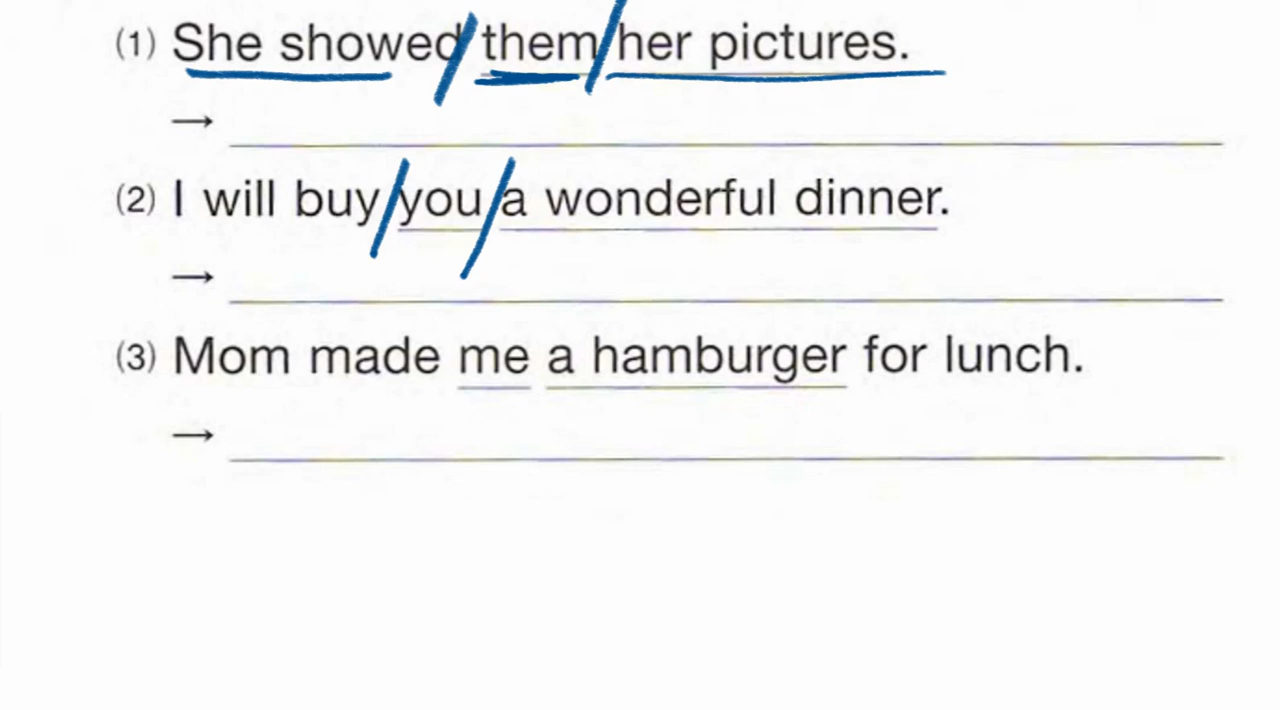 (1) She showed them her pictures.
→
(2) I will buy you a wonderful dinner.
→
(3) Mom made me a hamburger for lunch.
→